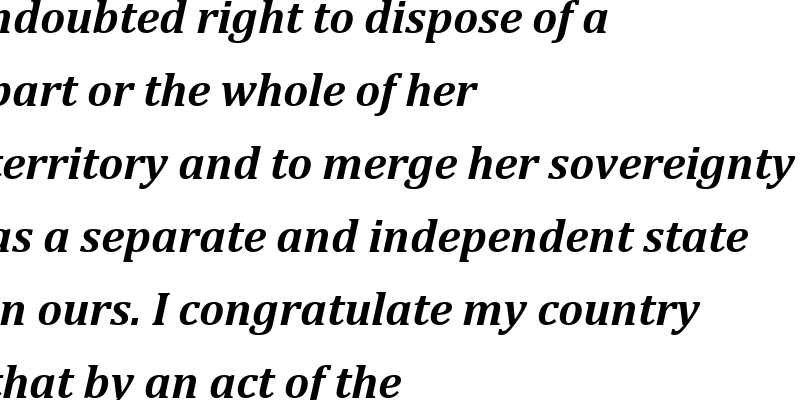 ndoubted right to dispose of a
part or the whole of her
territory and to merge her sovereignty
as a separate and independent state
in ours. I congratulate my country
that by an act of the